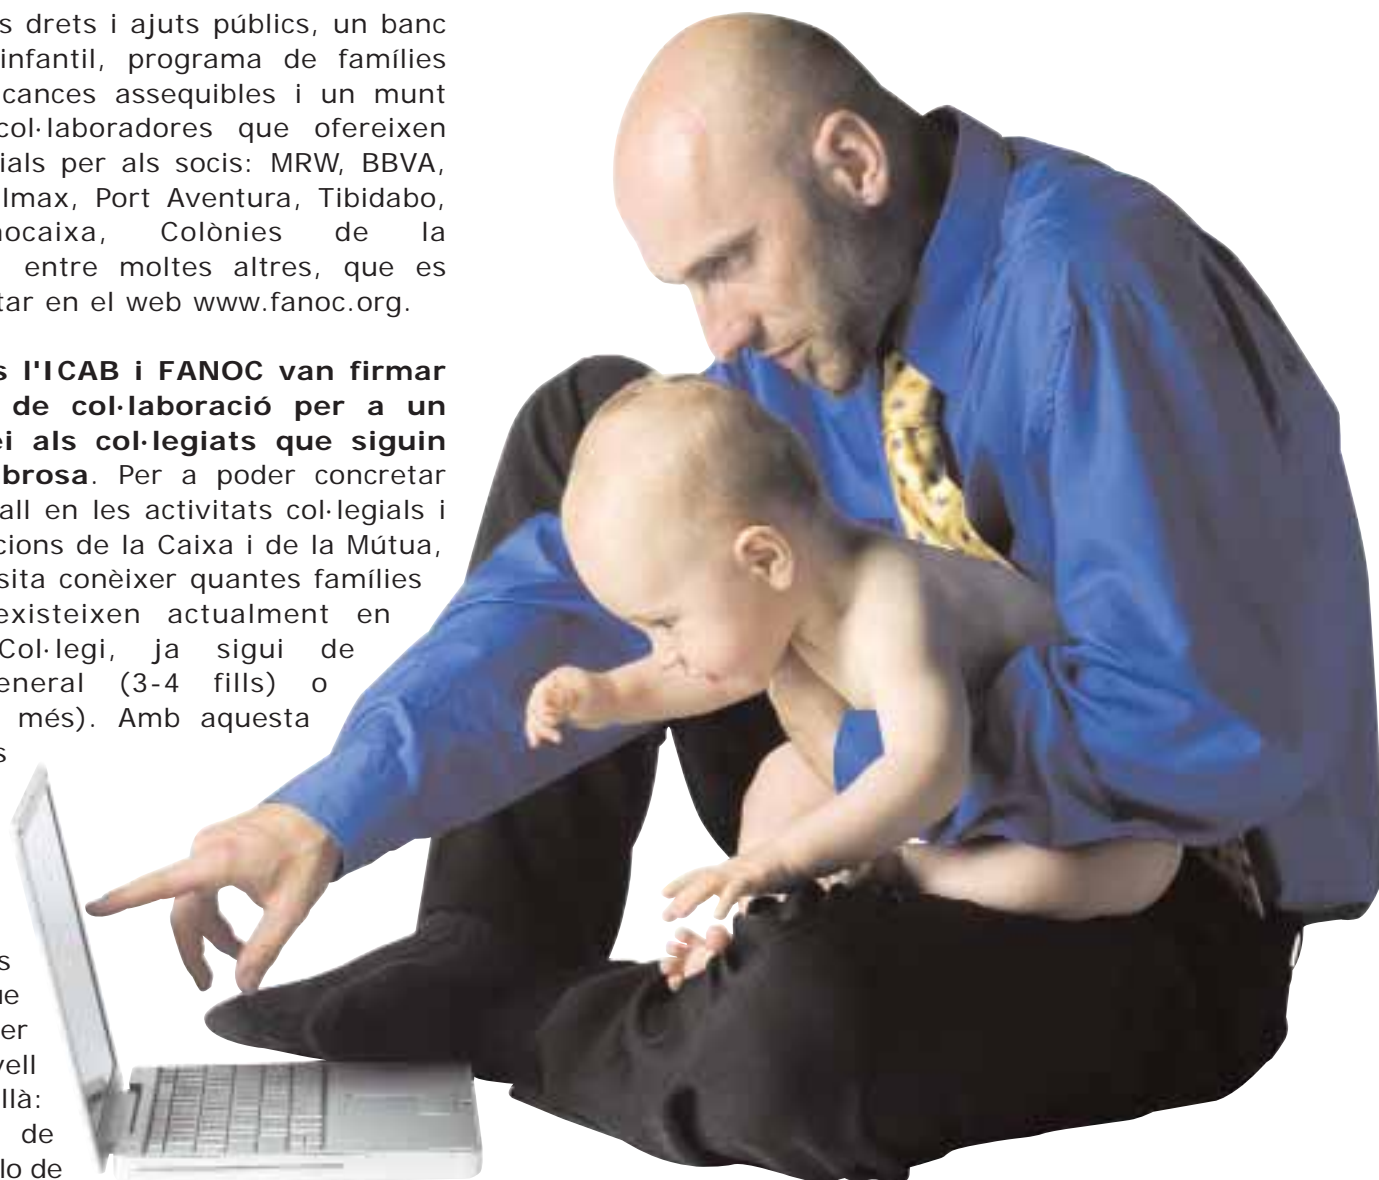 s drets i ajuts públics, un banc
infantil, programa de famílies
cances assequibles i un munt
col·laboradores que ofereixen
ials per als socis: MRW, BBVA,
Imax, Port Aventura, Tibidabo,
nocaixa, Colònies de la
entre moltes altres, que es
tar en el web www.fanoc.org.
s l'ICAB i FANOC van firmar
de col·laboració per a un
ei als col·legiats que siguin
brosa. Per a poder concretar
all en les activitats col·legials i
cions de la Caixa i de la Mútua,
sita conèixer quantes famílies
existeixen actualment en
Col·legi, ja sigui de
eneral (3-4 fills) o
més). Amb aquesta
s
s
ue
er
vell
llà:
de
lo de